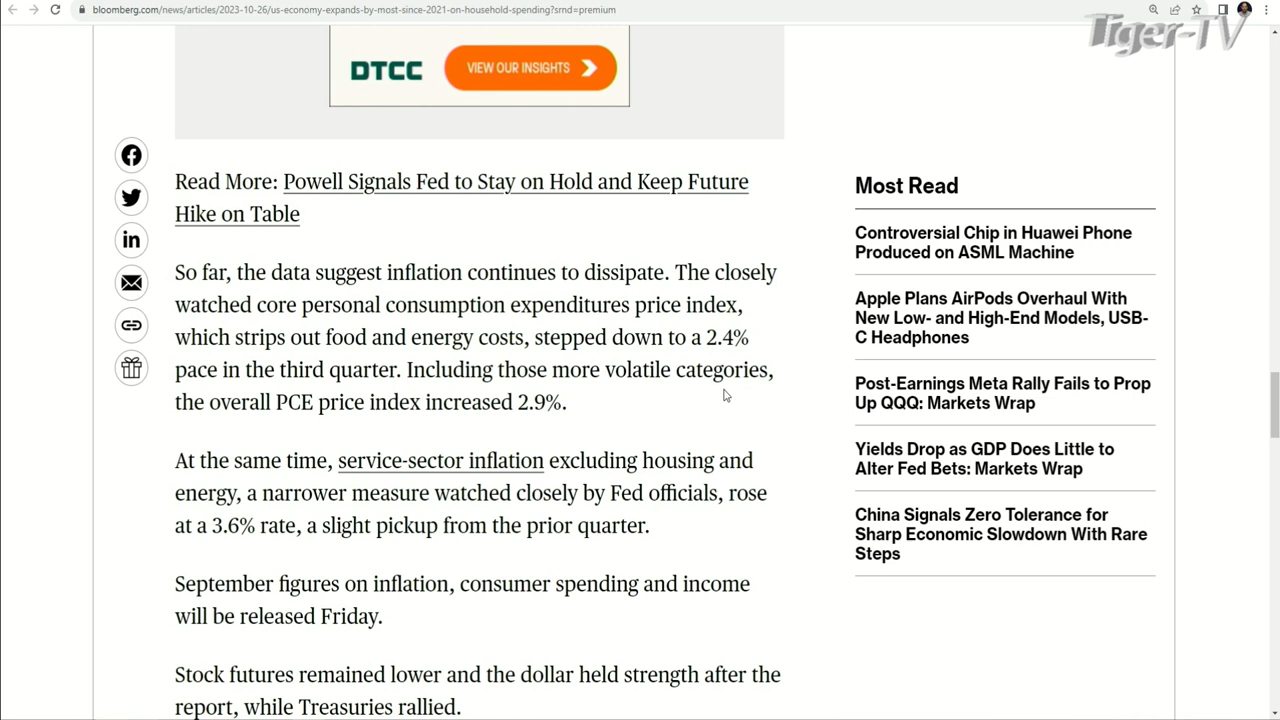 bloomberg.com/news/articles/2023-10-26/us-economy-expands-by-most-since-2021-on-household-spending?srnd=premium
Tiger-TV
DTCC
VIEW OUR INSIGHTS
Read More: Powell Signals Fed to Stay on Hold and Keep Future
Hike on Table
So far, the data suggest inflation continues to dissipate. The closely
watched core personal consumption expenditures price index,
which strips out food and energy costs, stepped down to a 2.4%
pace in the third quarter. Including those more volatile categories,
the overall PCE price index increased 2.9%.
At the same time, service-sector inflation excluding housing and
energy, a narrower measure watched closely by Fed officials, rose
at a 3.6% rate, a slight pickup from the prior quarter.
September figures on inflation, consumer spending and income
will be released Friday.
Stock futures remained lower and the dollar held strength after the
report, while Treasuries rallied.
Most Read
Controversial Chip in Huawei Phone
Produced on ASML Machine
Apple Plans AirPods Overhaul With
New Low- and High-End Models, USB-
C Headphones
Post-Earnings Meta Rally Fails to Prop
Up QQQ: Markets Wrap
Yields Drop as GDP Does Little to
Alter Fed Bets: Markets Wrap
China Signals Zero Tolerance for
Sharp Economic Slowdown With Rare
Steps